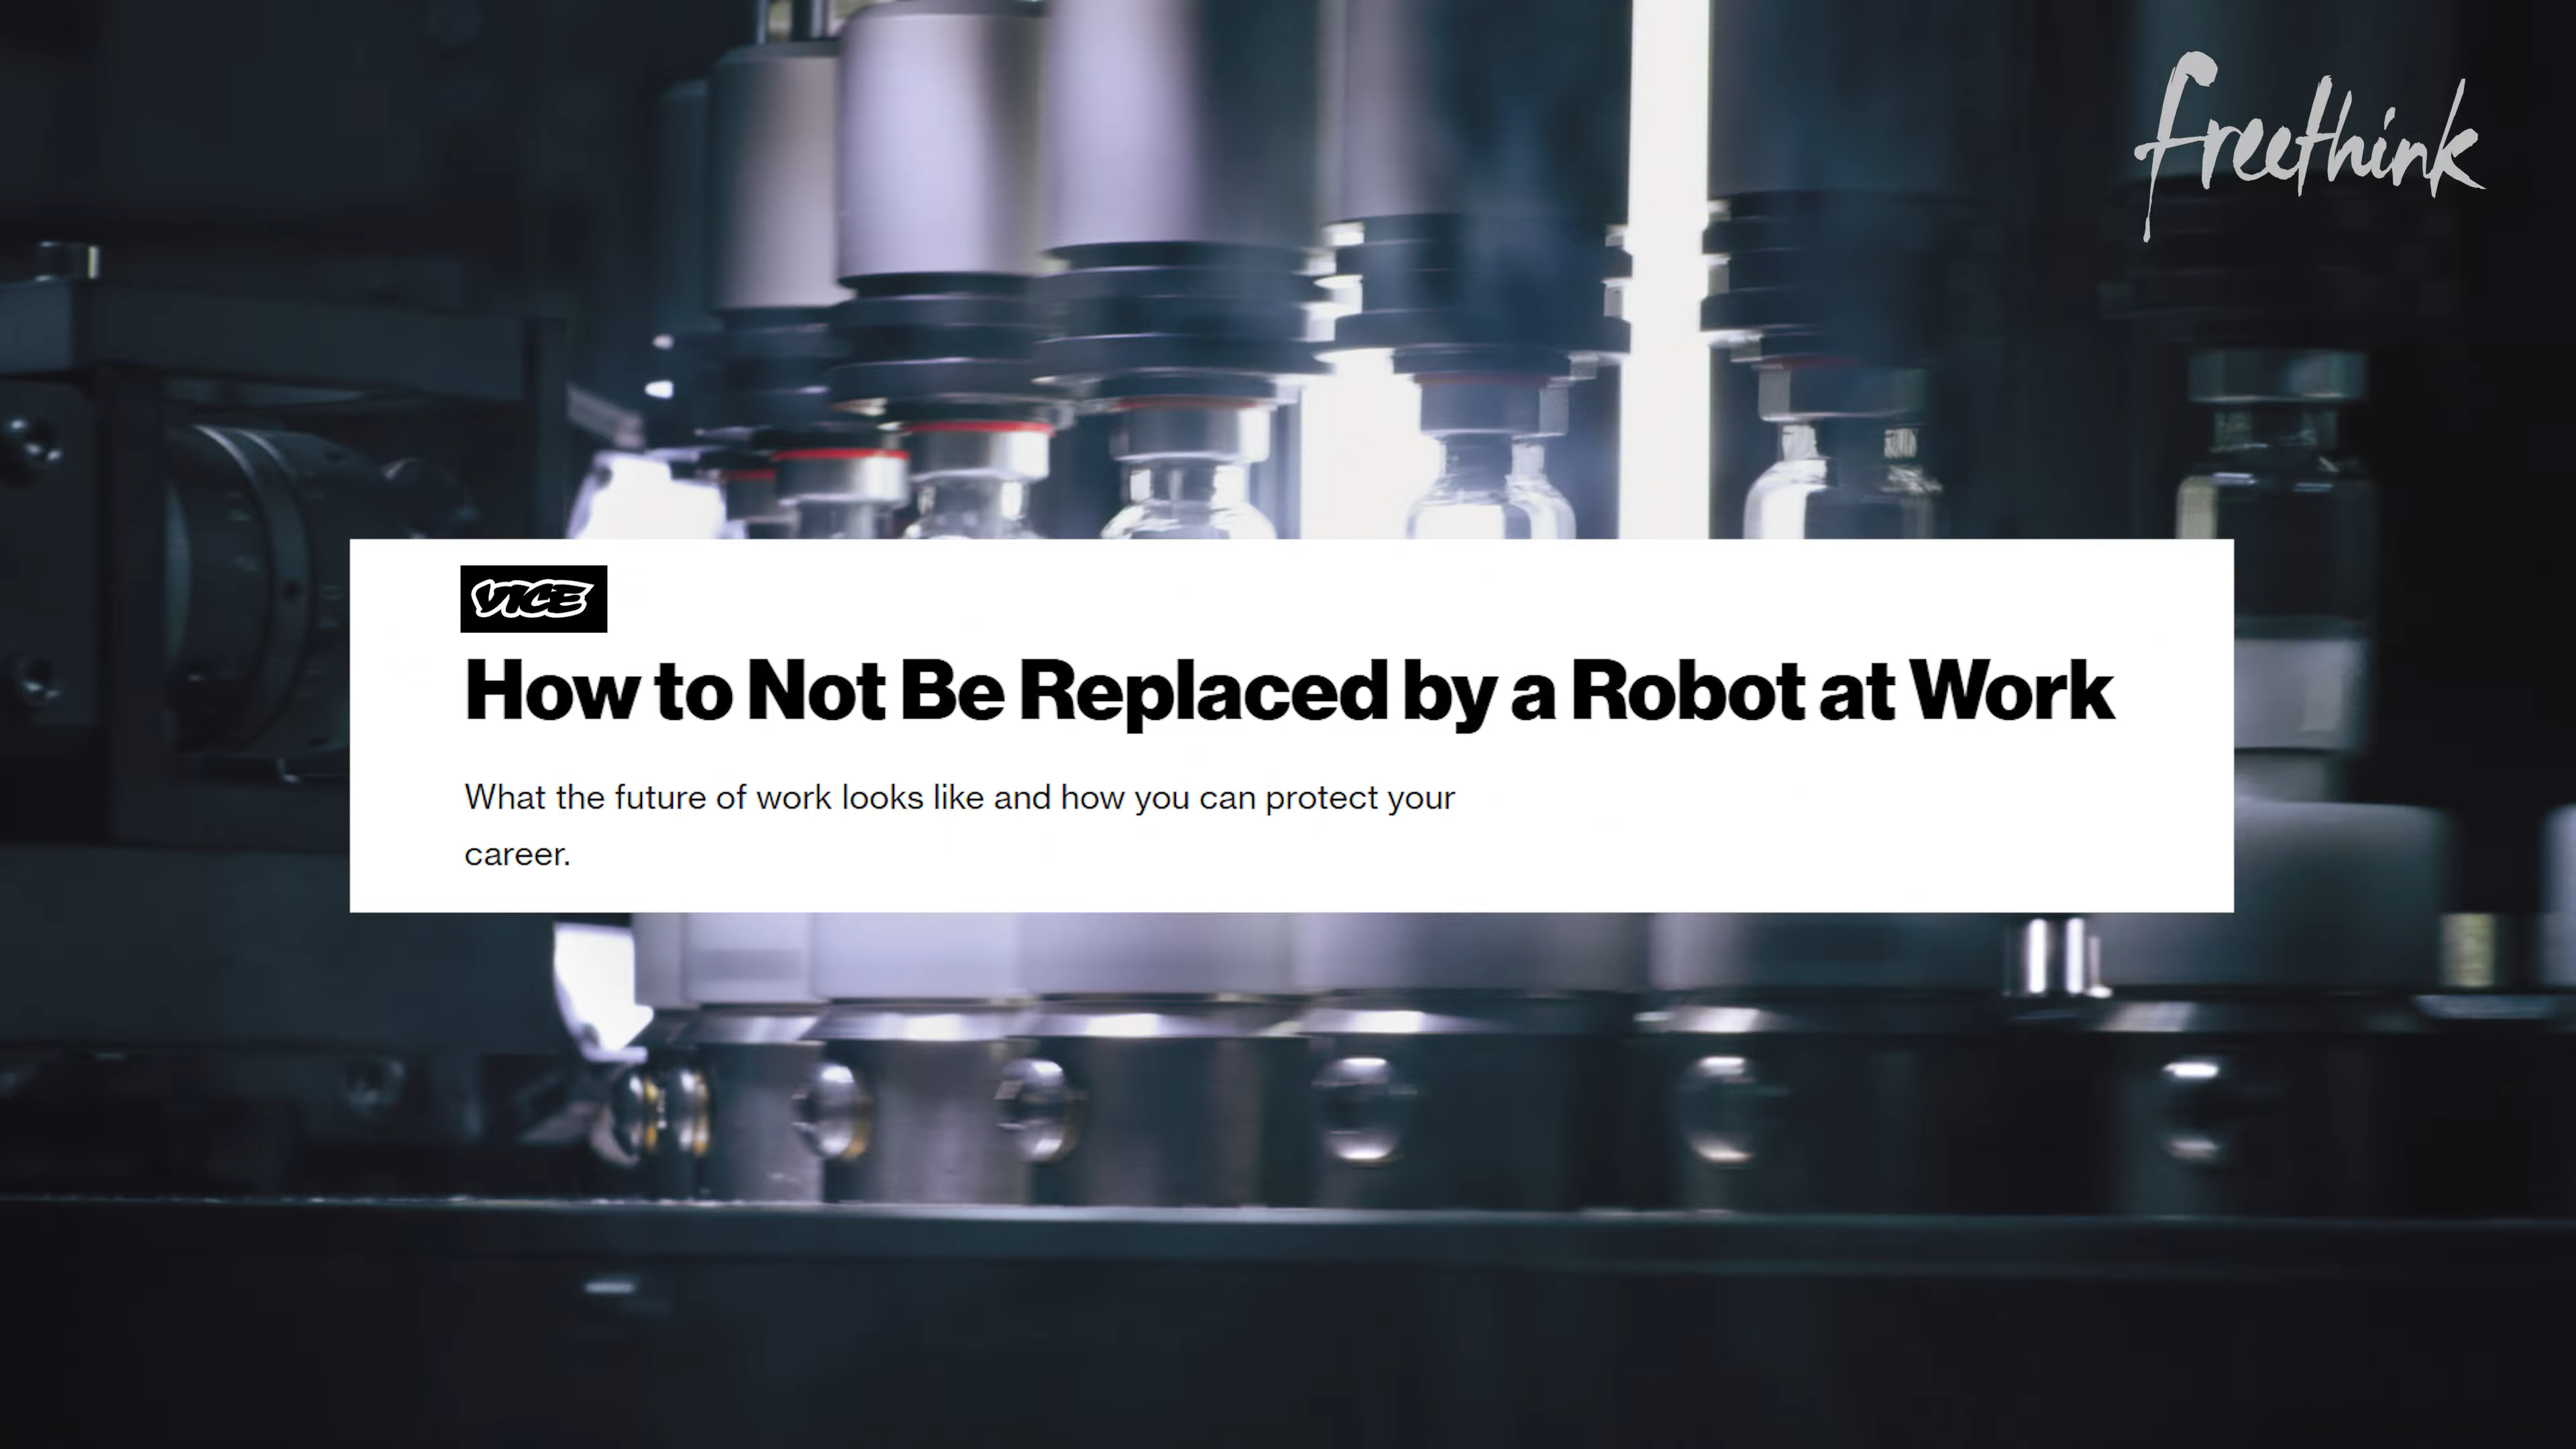 freethink
VICE
How to Not Be Replaced by a Robot at Work
What the future of work looks like and how you can protect your
career.